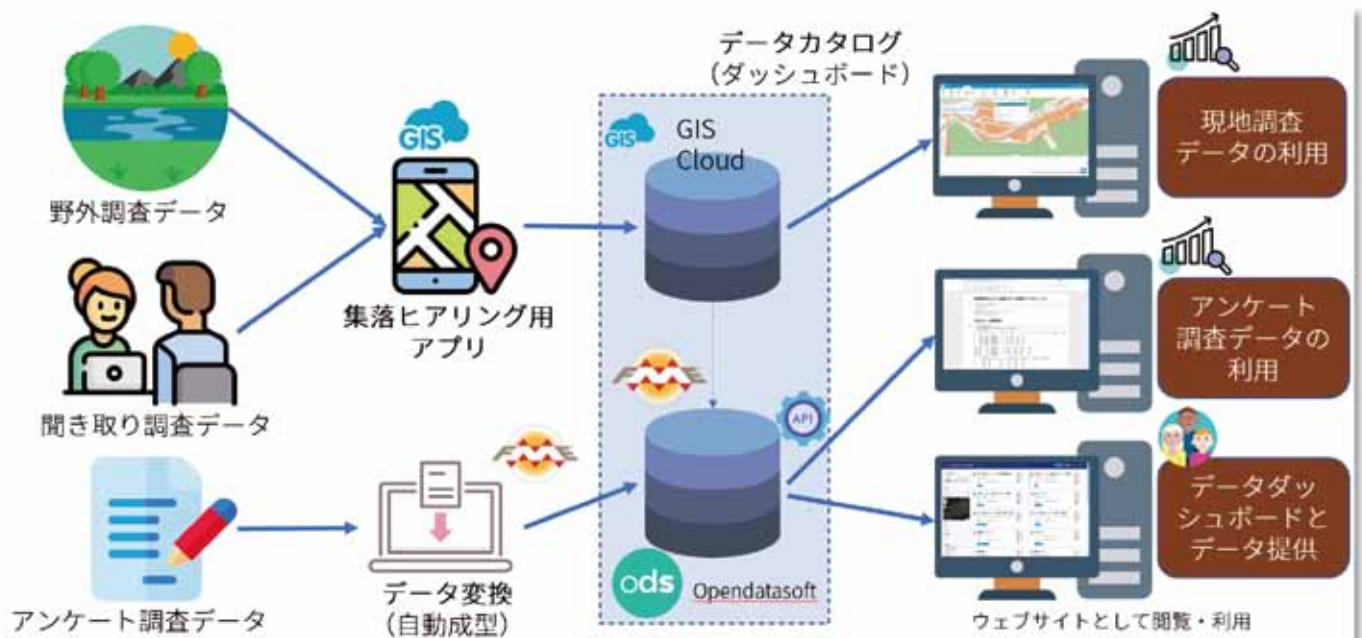 野外調査データ
聞き取り調査データ
アンケート調査データ
GIS
集落ヒアリング用
アプリ
FME
データ変換
（自動成型）
データカタログ
（ダッシュボード）
GIS
GIS
Cloud
FME
API
ods
Opendatasoft
現地調査
データの利用
アンケート
調査データの
利用
データダッ
シュボードと
データ提供
ウェブサイトとして閲覧・利用